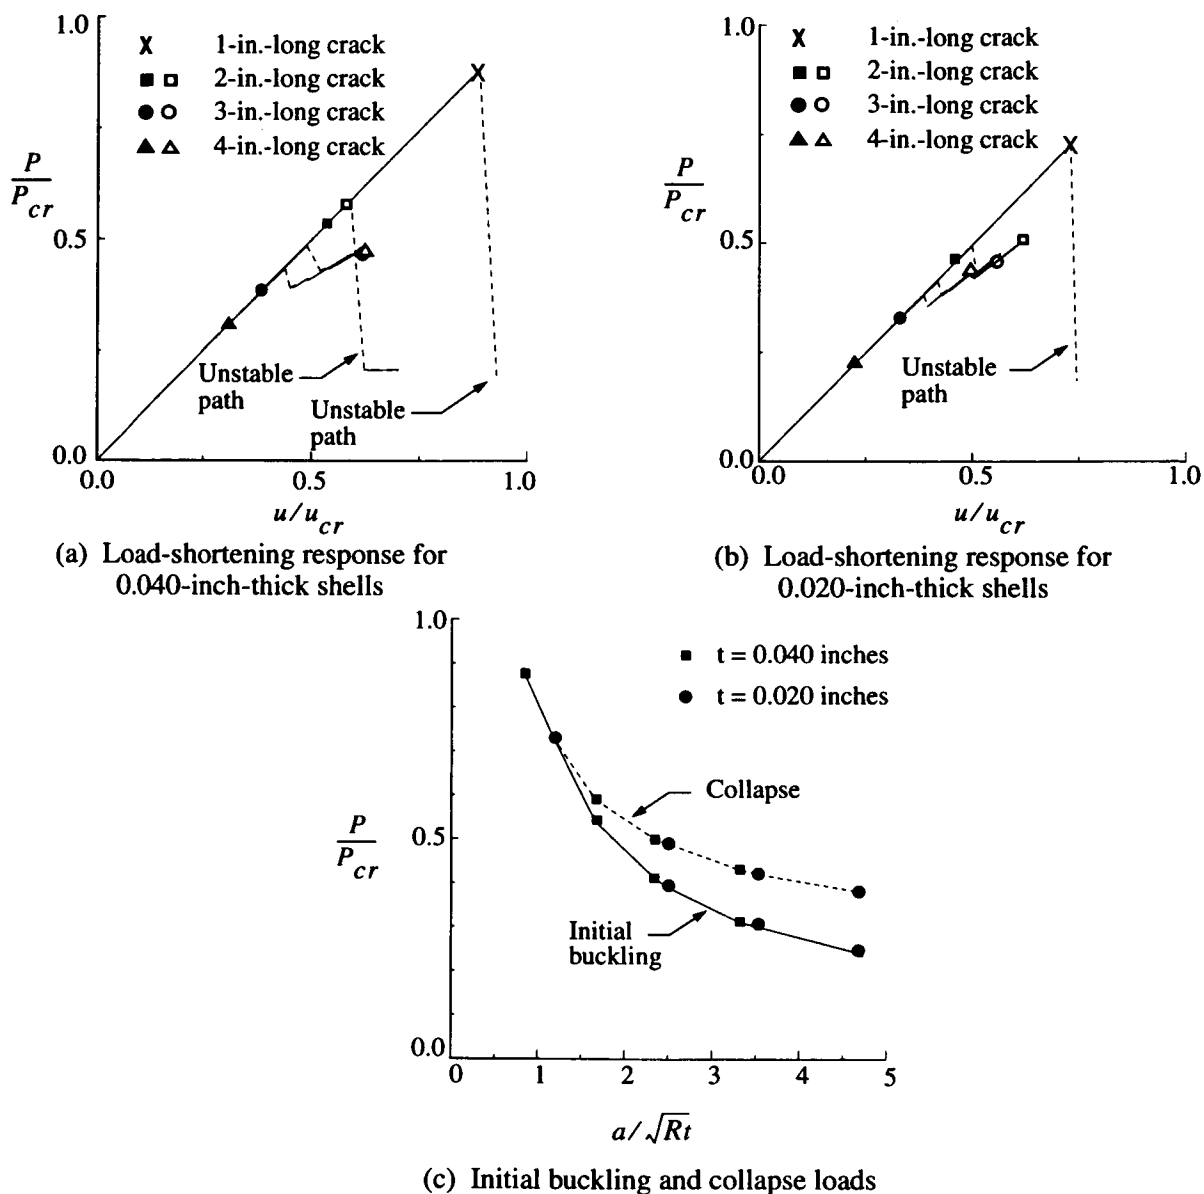 1.0
1-in.-long crack
2-in.-long crack
3-in.-long crack
4-in.-long crack
P
P_cr
0.5
Unstable
path
Unstable
path
0.0
0.0
0.5
1.0
u/u_cr
(a) Load-shortening response for
0.040-inch-thick shells
1.0
1-in.-long crack
2-in.-long crack
3-in.-long crack
4-in.-long crack
P
P_cr
0.5
Unstable
path
0.0
0.0
0.5
1.0
u/u_cr
(b) Load-shortening response for
0.020-inch-thick shells
1.0
t = 0.040 inches
t = 0.020 inches
Collapse
P
P_cr
0.5
Initial
buckling
0.0
0 1 2 3 4 5
a/√Rt
(c) Initial buckling and collapse loads